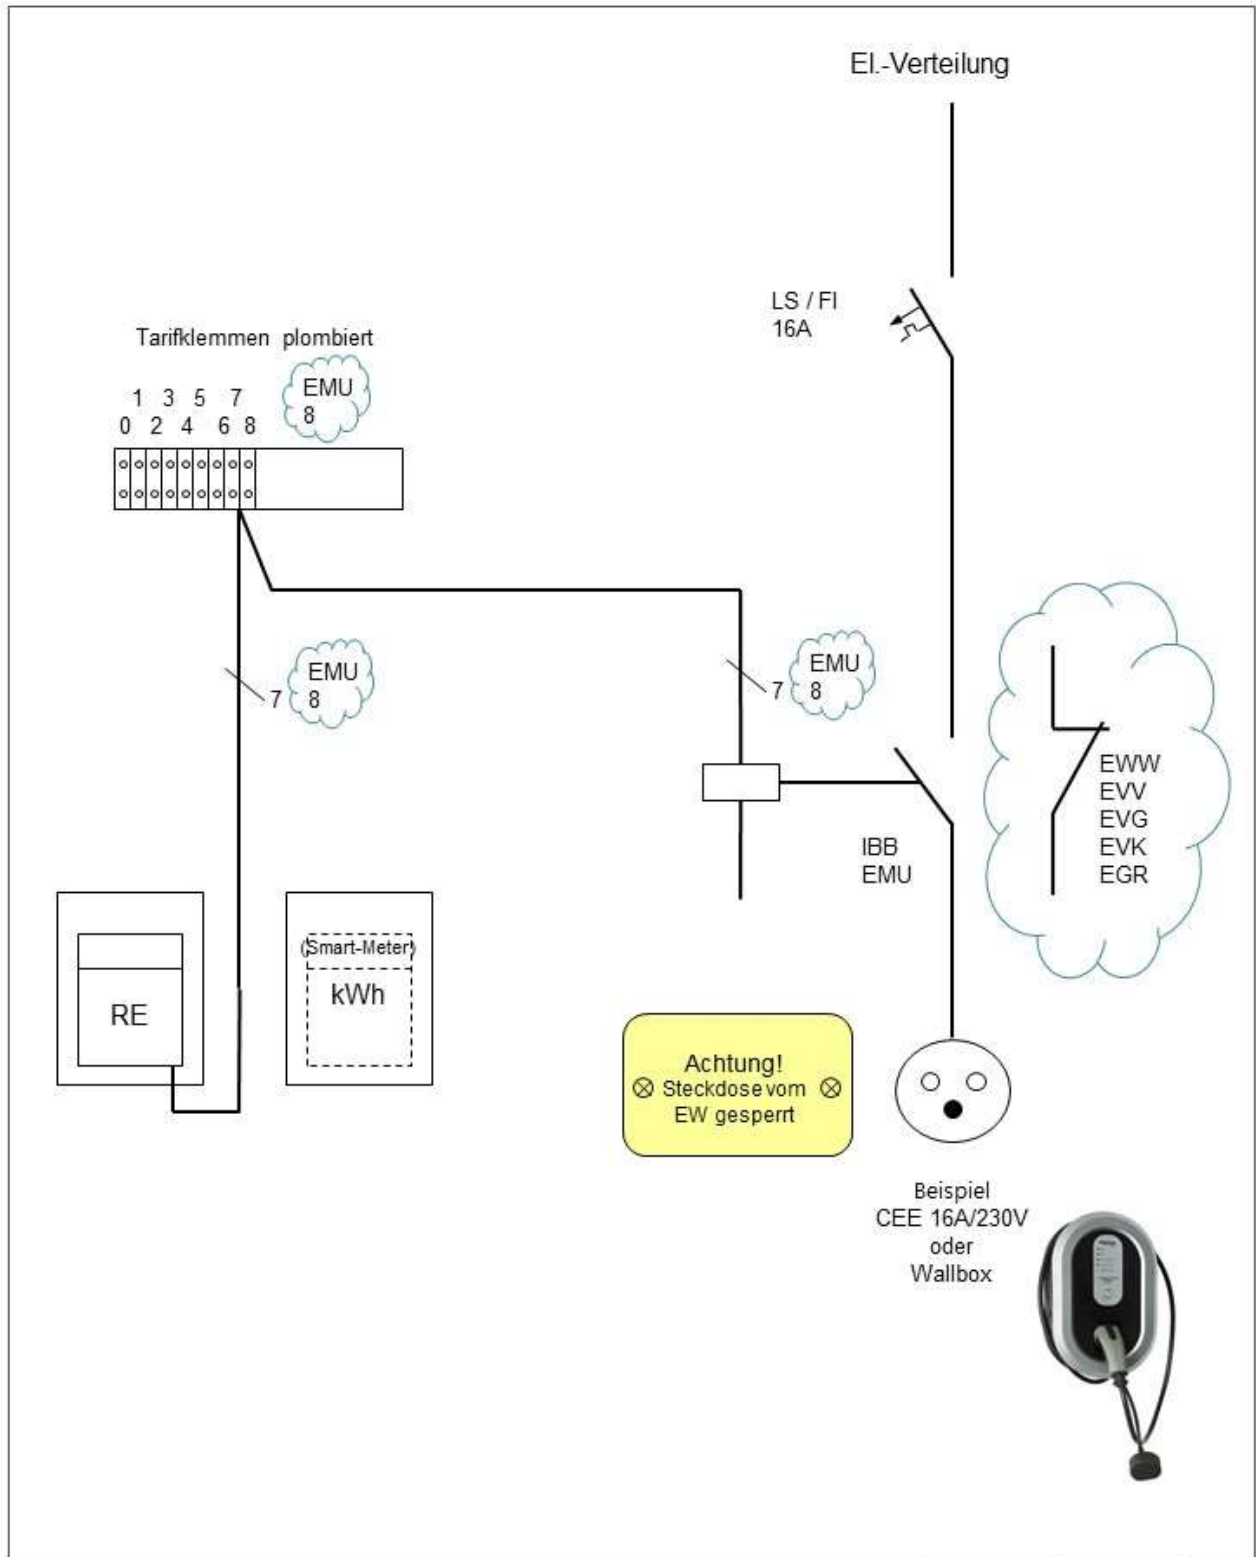 El.-Verteilung
LS / FI
16A
Tarifklemmen plombiert
EMU
8
1 3 5 7
0 2 4 6 8
7
EMU
8
7
EMU
8
IBB
EMU
EWW
EVV
EVG
EVK
EGR
RE
(Smart-Meter)
kWh
Achtung!
Steckdose vom
EW gesperrt
Beispiel
CEE 16A/230V
oder
Wallbox